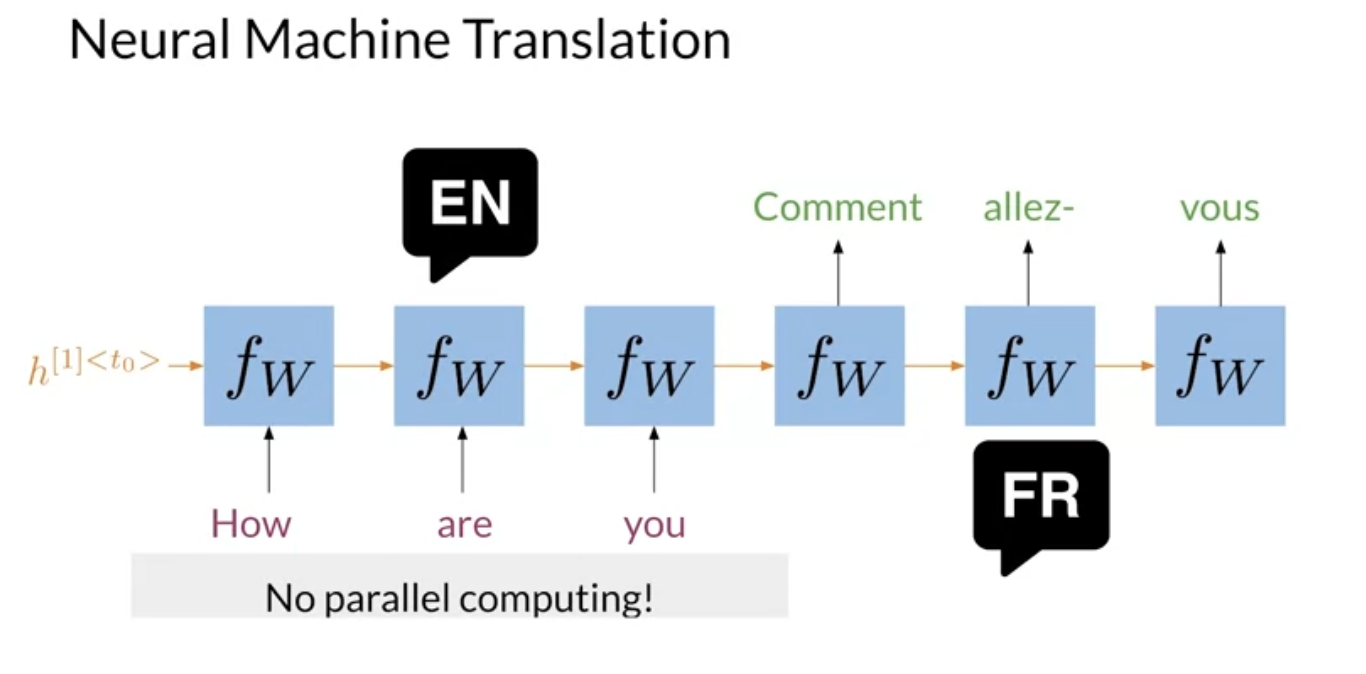 Neural Machine Translation
EN
Comment allez- vous
h^{[1]<t_0>} f_W f_W f_W f_W f_W f_W
FR
How are you
No parallel computing!